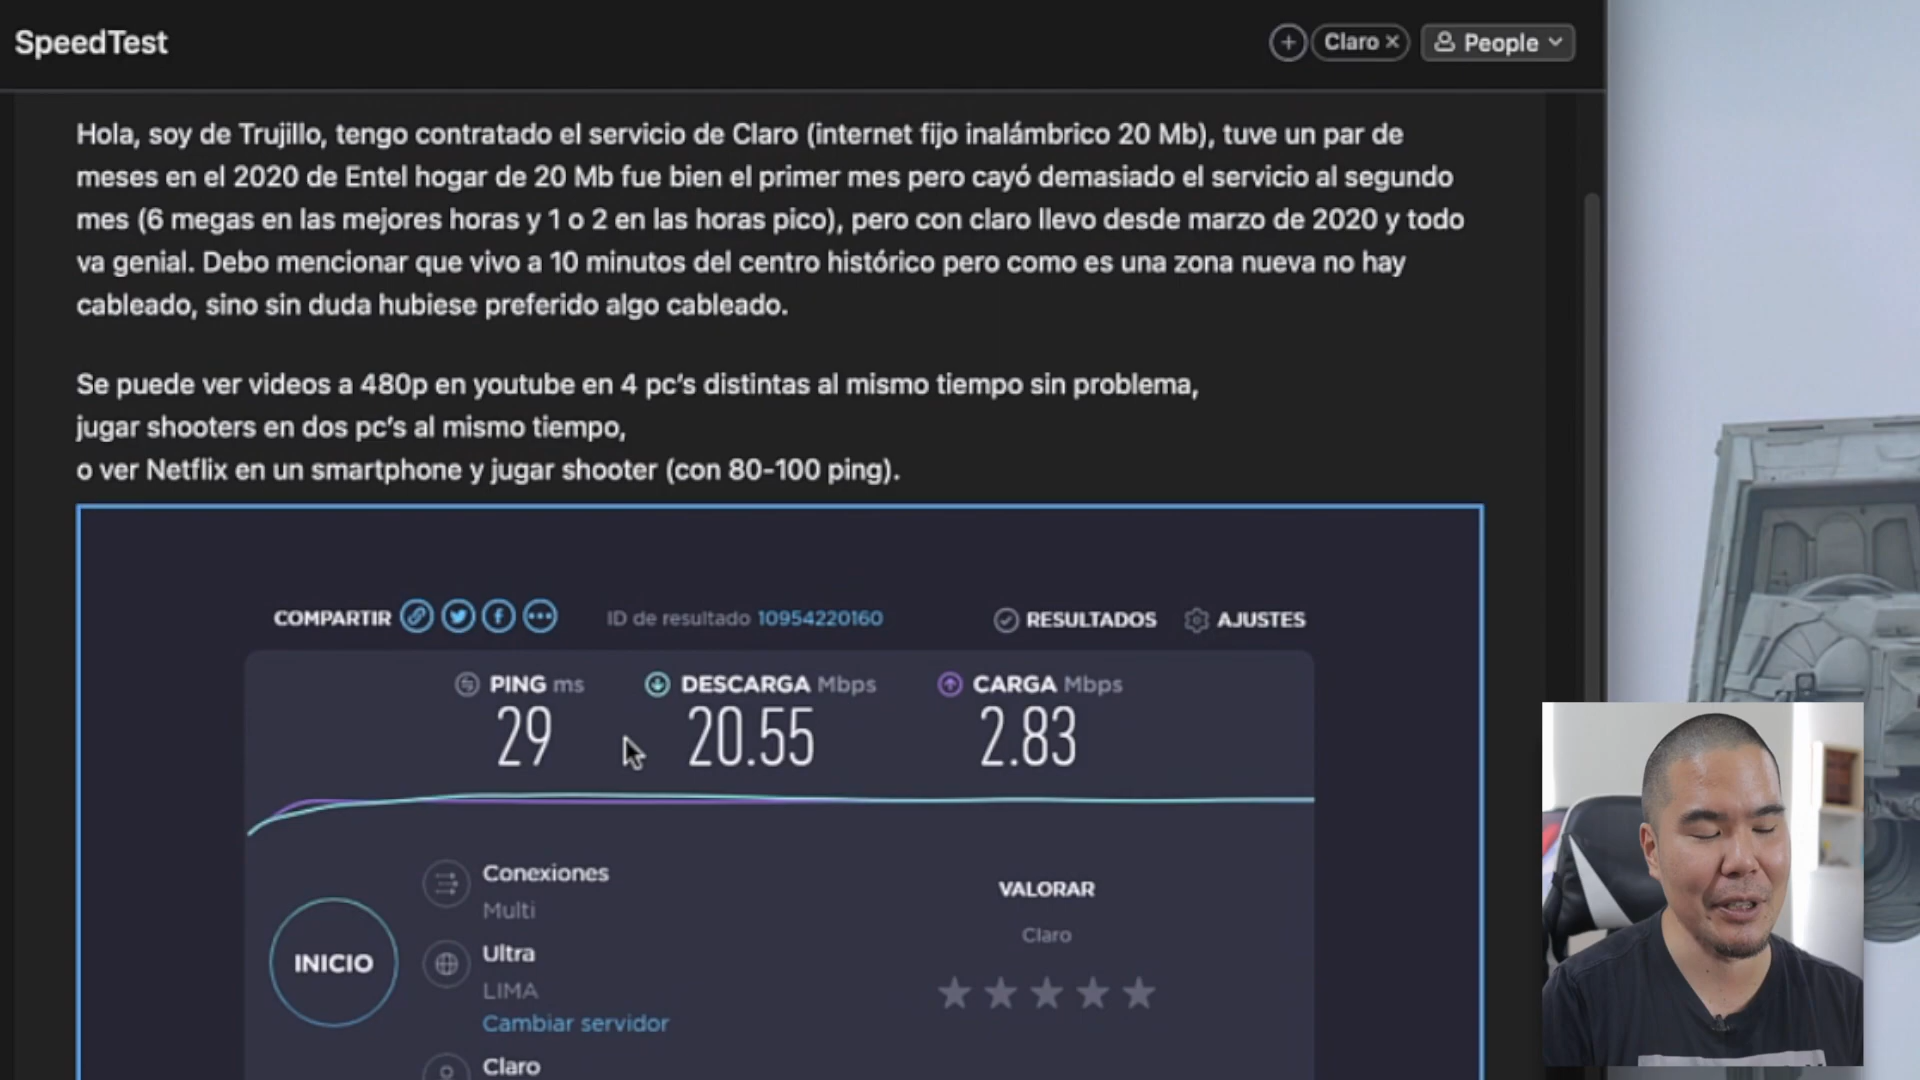 SpeedTest
Claro ×
People
Hola, soy de Trujillo, tengo contratado el servicio de Claro (internet fijo inalámbrico 20 Mb), tuve un par de
meses en el 2020 de Entel hogar de 20 Mb fue bien el primer mes pero cayó demasiado el servicio al segundo
mes (6 megas en las mejores horas y 1 o 2 en las horas pico), pero con claro llevo desde marzo de 2020 y todo
va genial. Debo mencionar que vivo a 10 minutos del centro histórico pero como es una zona nueva no hay
cableado, sino sin duda hubiese preferido algo cableado.
Se puede ver videos a 480p en youtube en 4 pc’s distintas al mismo tiempo sin problema,
jugar shooters en dos pc’s al mismo tiempo,
o ver Netflix en un smartphone y jugar shooter (con 80-100 ping).
COMPARTIR
ID de resultado 10954220160
RESULTADOS
AJUSTES
PING ms
DESCARGA Mbps
CARGA Mbps
29
20.55
2.83
Conexiones
Multi
VALORAR
Claro
INICIO
Ultra
LIMA
Cambiar servidor
Claro